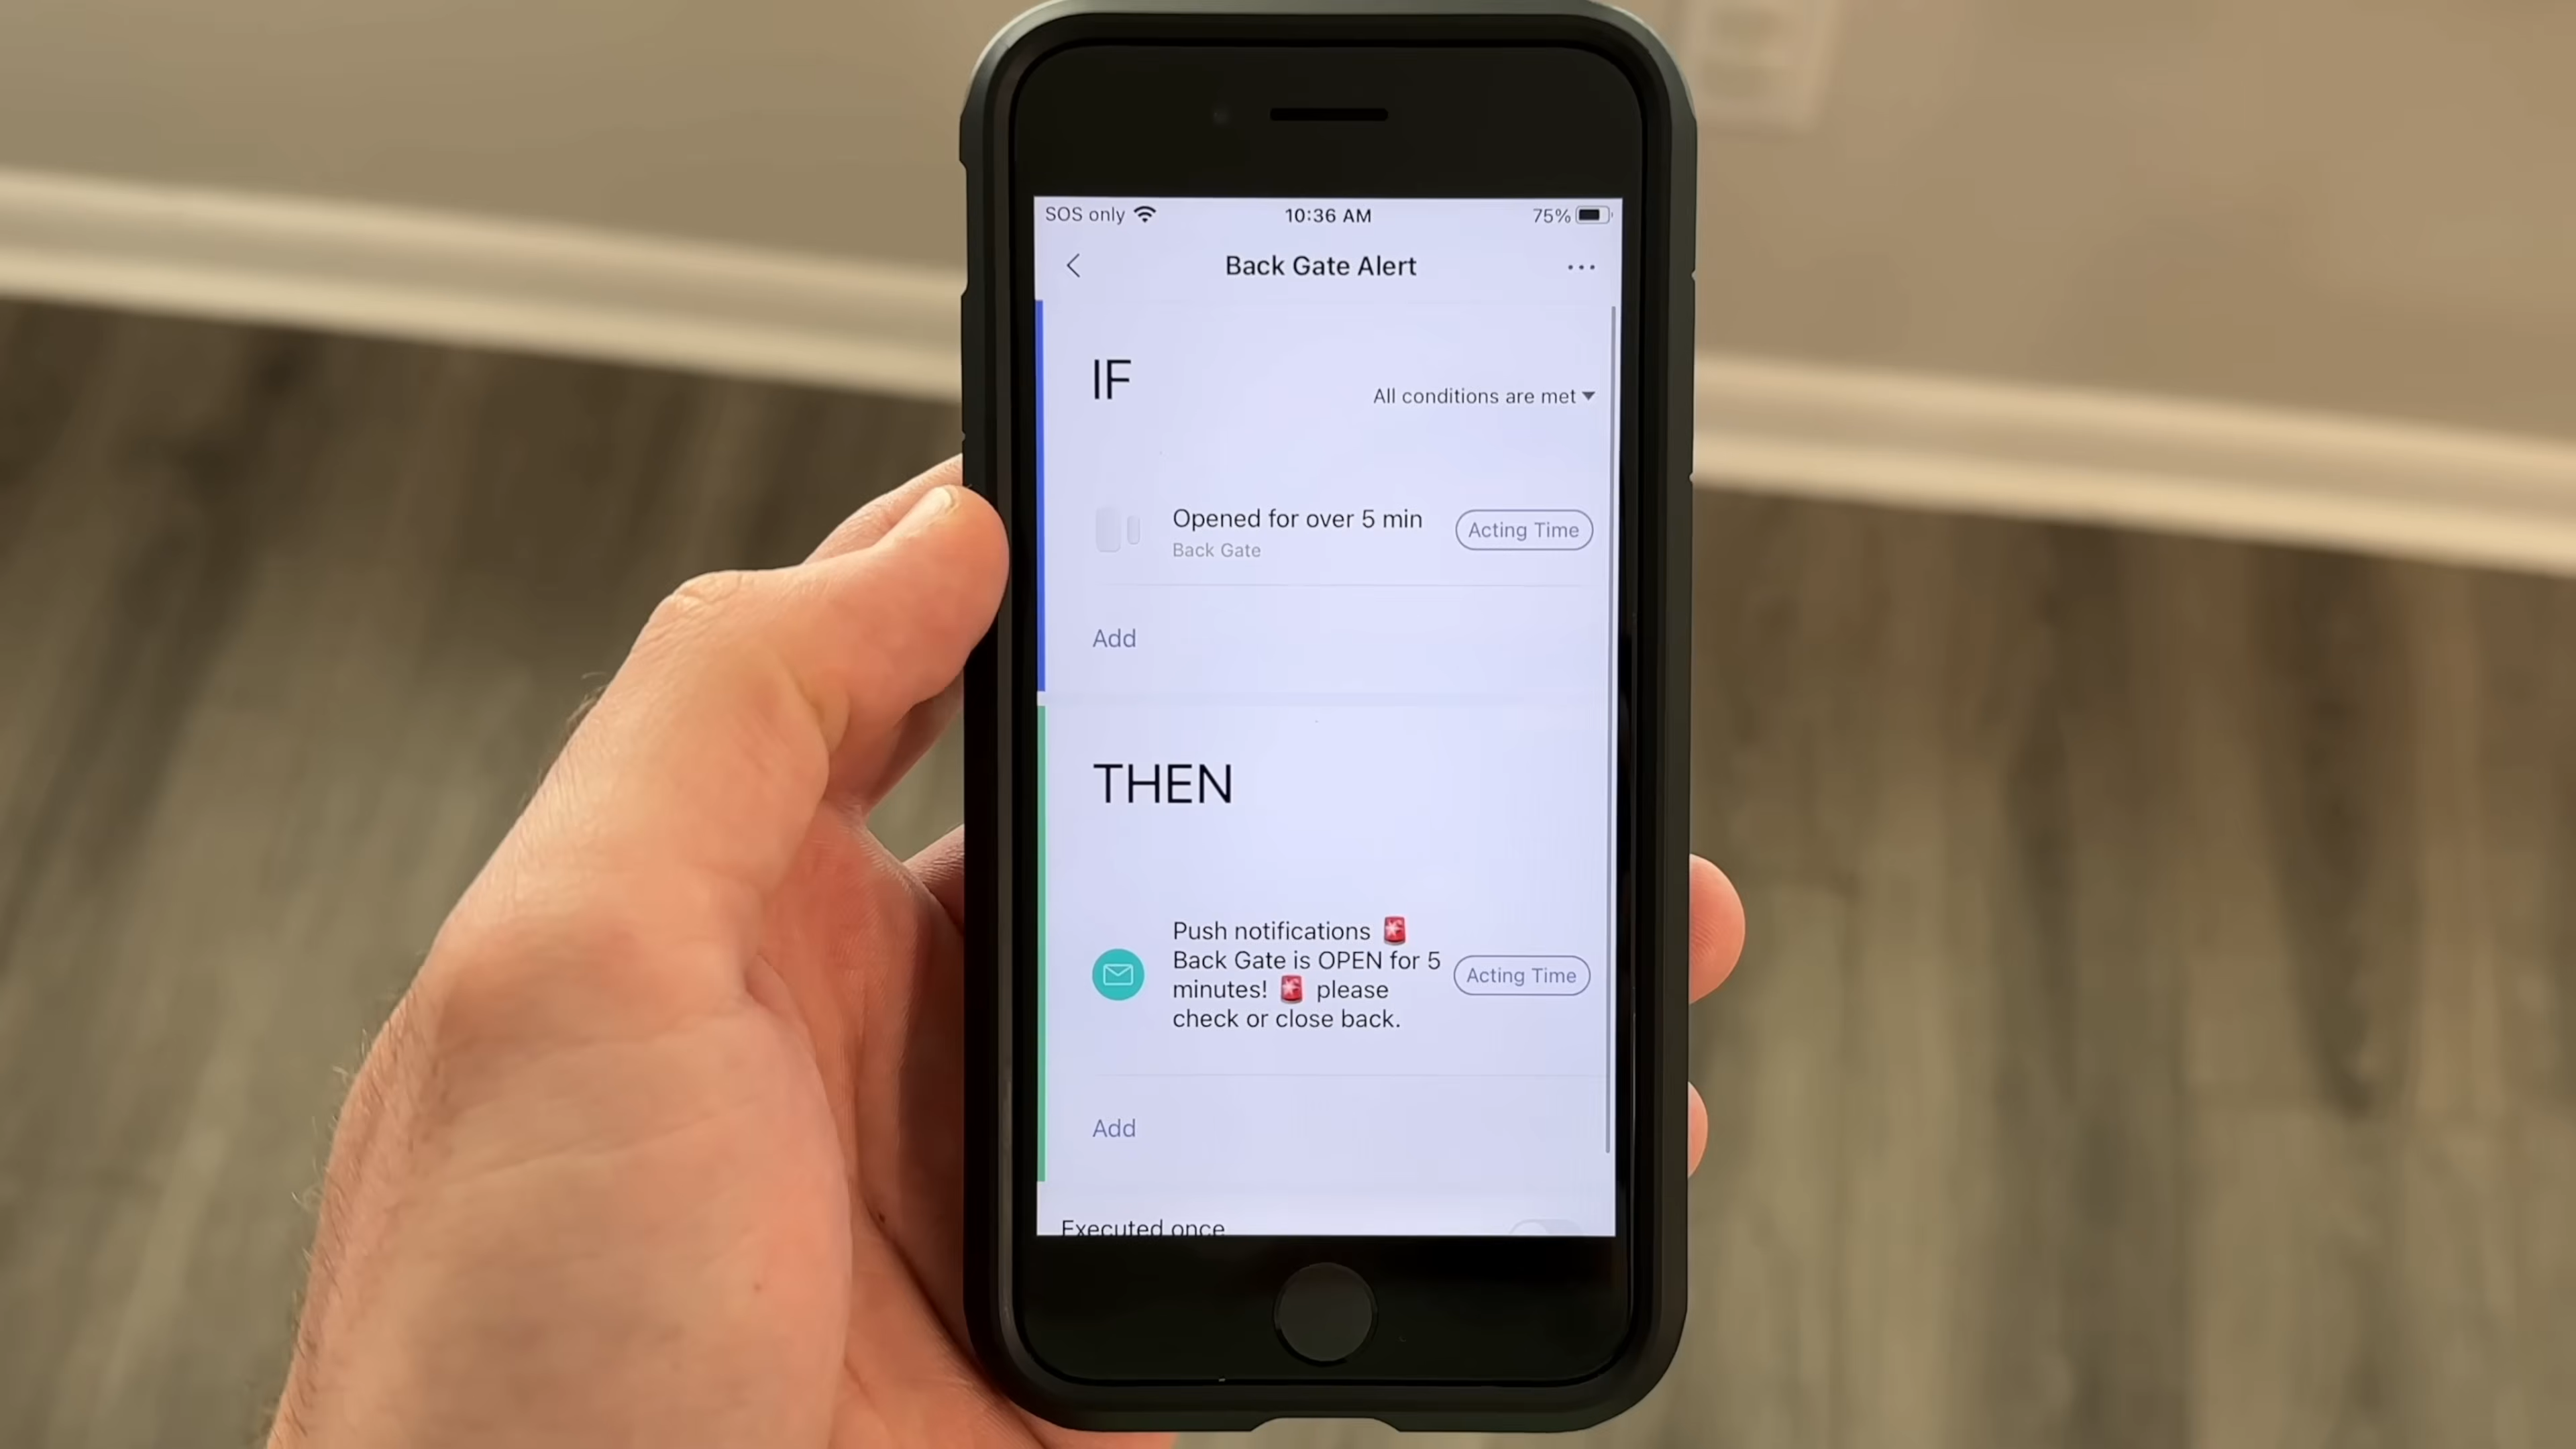 SOS only 10:36 AM 75%
Back Gate Alert
IF
All conditions are met
Opened for over 5 min
Back Gate
Acting Time
Add
THEN
Push notifications 🚨
Back Gate is OPEN for 5
minutes! 🚨 please
check or close back.
Acting Time
Add
Executed once